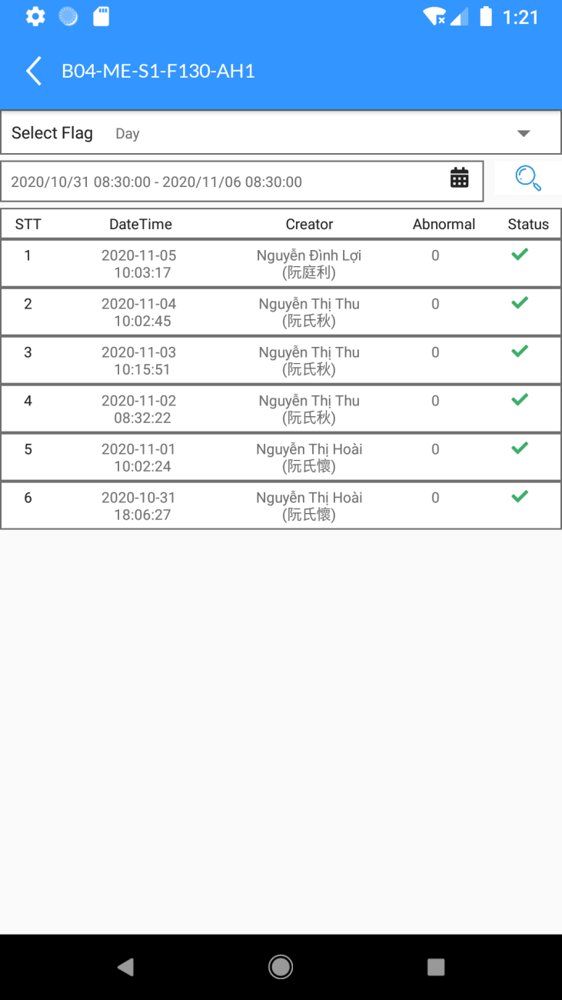 1:21
B04-ME-S1-F130-AH1
Select Flag Day
2020/10/31 08:30:00 - 2020/11/06 08:30:00
STT DateTime Creator Abnormal Status
1 2020-11-05 Nguyễn Đình Lợi 0
10:03:17 (阮庭利)
2 2020-11-04 Nguyễn Thị Thu 0
10:02:45 (阮氏秋)
3 2020-11-03 Nguyễn Thị Thu 0
10:15:51 (阮氏秋)
4 2020-11-02 Nguyễn Thị Thu 0
08:32:22 (阮氏秋)
5 2020-11-01 Nguyễn Thị Hoài 0
10:02:24 (阮氏懷)
6 2020-10-31 Nguyễn Thị Hoài 0
18:06:27 (阮氏懷)